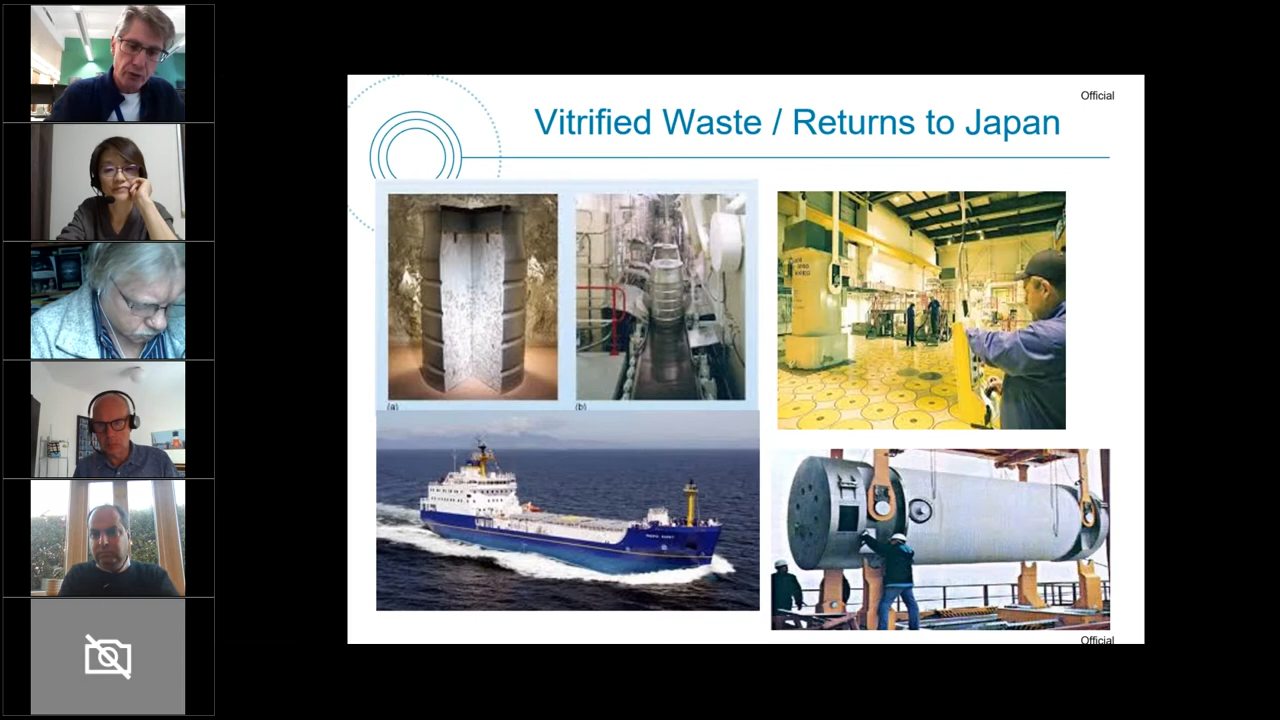 Official
Vitrified Waste / Returns to Japan
(a)
(b)
Official